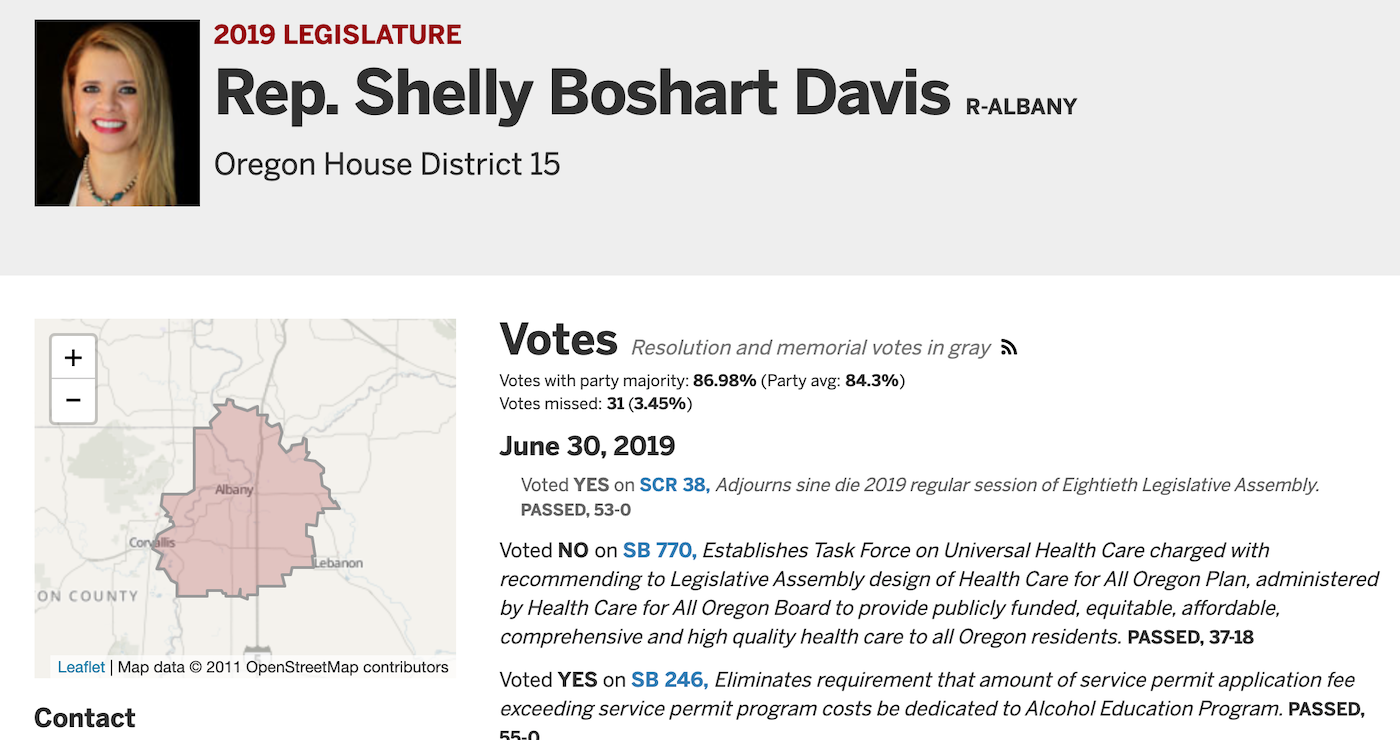 2019 LEGISLATURE
Rep. Shelly Boshart Davis R-ALBANY
Oregon House District 15
+
−
Albany
Corvallis
Lebanon
ON COUNTY
Leaflet | Map data © 2011 OpenStreetMap contributors
Contact
Votes Resolution and memorial votes in gray
Votes with party majority: 86.98% (Party avg: 84.3%)
Votes missed: 31 (3.45%)
June 30, 2019
Voted YES on SCR 38, Adjourns sine die 2019 regular session of Eightieth Legislative Assembly.
PASSED, 53-0
Voted NO on SB 770, Establishes Task Force on Universal Health Care charged with
recommending to Legislative Assembly design of Health Care for All Oregon Plan, administered
by Health Care for All Oregon Board to provide publicly funded, equitable, affordable,
comprehensive and high quality health care to all Oregon residents. PASSED, 37-18
Voted YES on SB 246, Eliminates requirement that amount of service permit application fee
exceeding service permit program costs be dedicated to Alcohol Education Program. PASSED,
55-0